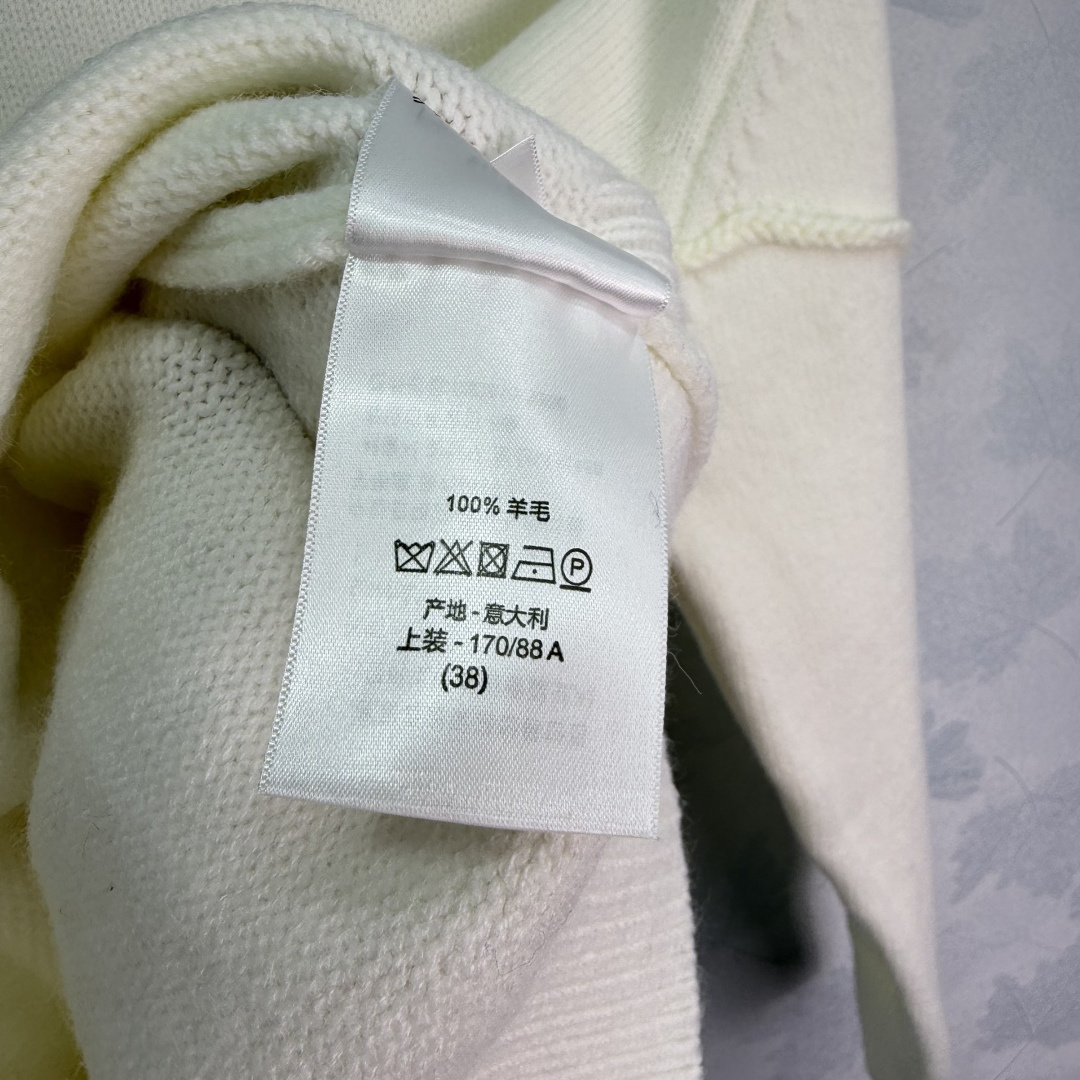 100% 羊毛
P
产地 - 意大利
上装 - 170/88 A
(38)